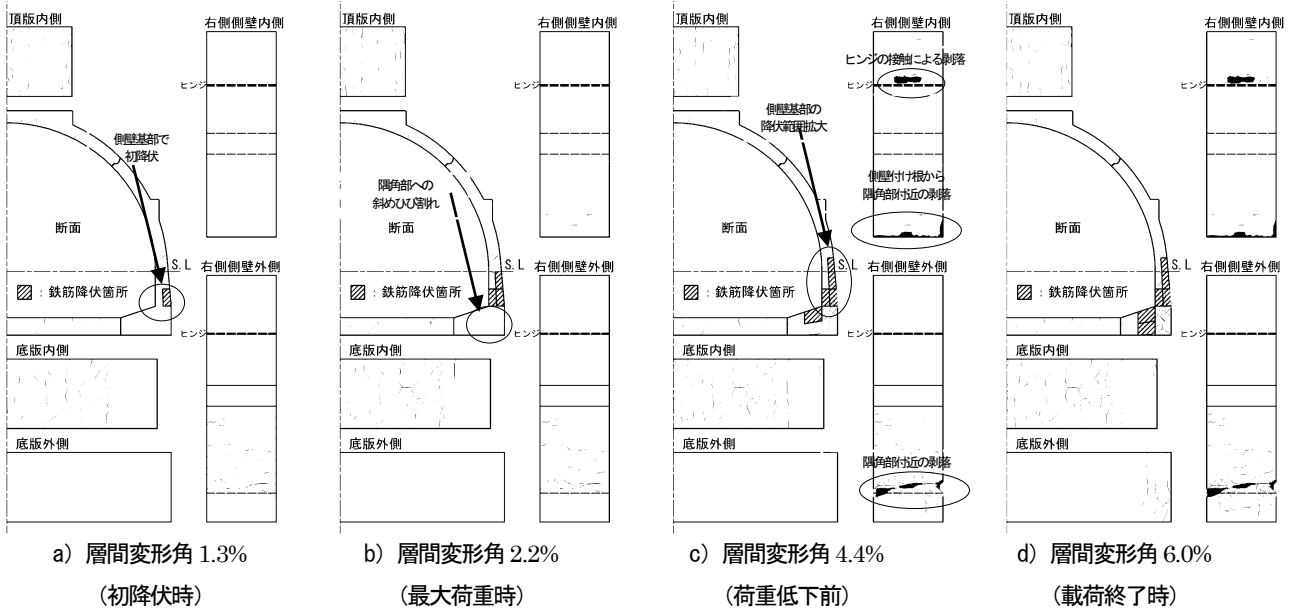 頂版内側
右側側壁内側
ヒンジ
側壁基部で
初降伏
断面
S.L
右側側壁外側
：鉄筋降伏箇所
ヒンジ
底版内側
底版外側
a）層間変形角 1.3%
（初降伏時）
頂版内側
右側側壁内側
ヒンジ
隅角部への
斜めひび割れ
断面
S.L
右側側壁外側
：鉄筋降伏箇所
ヒンジ
底版内側
底版外側
b）層間変形角 2.2%
（最大荷重時）
頂版内側
右側側壁内側
ヒンジの接触による剥落
ヒンジ
側壁基部の
降伏範囲拡大
側壁付け根から
隅角部付近の剥落
断面
S.L
右側側壁外側
：鉄筋降伏箇所
ヒンジ
底版内側
底版外側
隅角部付近の剥落
c）層間変形角 4.4%
（荷重低下前）
頂版内側
右側側壁内側
ヒンジ
断面
S.L
右側側壁外側
：鉄筋降伏箇所
ヒンジ
底版内側
底版外側
d）層間変形角 6.0%
（載荷終了時）